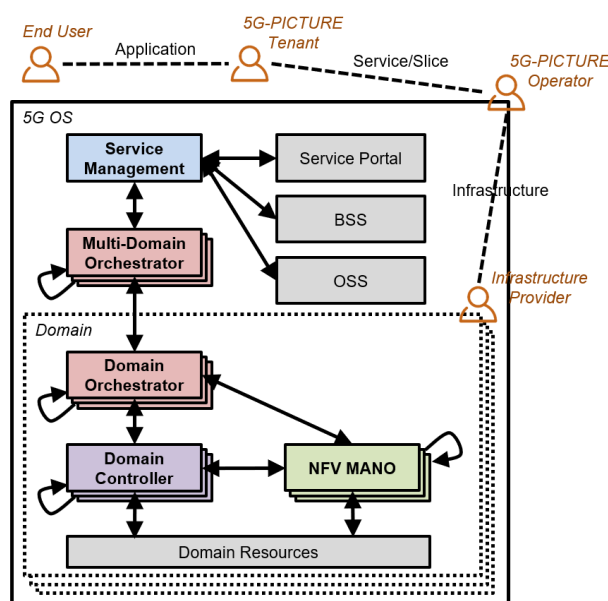 End User
Application
5G-PICTURE
Tenant
Service/Slice
5G-PICTURE
Operator
5G OS
Service
Management
Service Portal
BSS
OSS
Infrastructure
Multi-Domain
Orchestrator
Infrastructure
Provider
Domain
Domain
Orchestrator
Domain
Controller
NFV MANO
Domain Resources